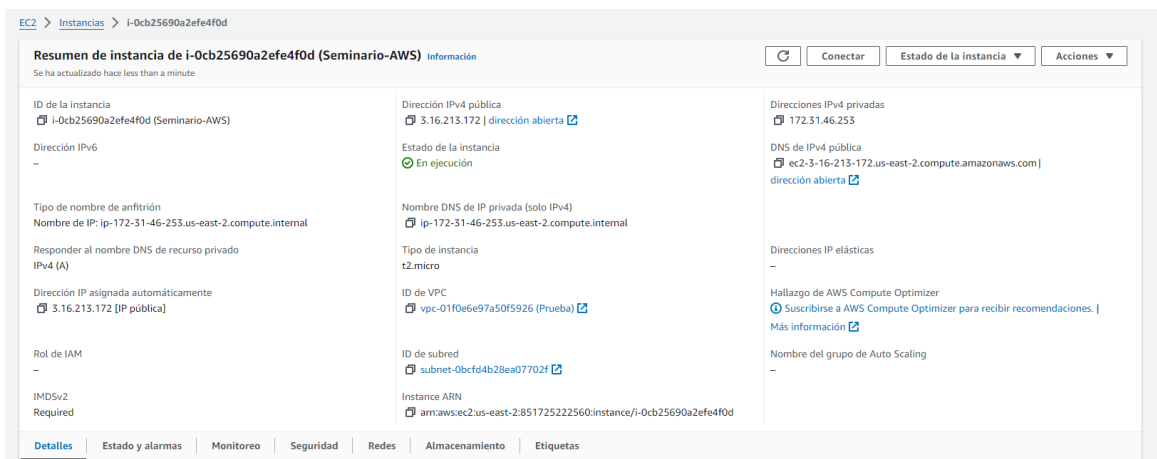 EC2 > Instancias > i-0cb25690a2efe4f0d
Resumen de instancia de i-0cb25690a2efe4f0d (Seminario-AWS) Información
Se ha actualizado hace less than a minute
Conectar
Estado de la instancia ▼
Acciones ▼
ID de la instancia
i-0cb25690a2efe4f0d (Seminario-AWS)
Dirección IPv4 pública
3.16.213.172 | dirección abierta
Direcciones IPv4 privadas
172.31.46.253
Dirección IPv6
–
Estado de la instancia
En ejecución
DNS de IPv4 pública
ec2-3-16-213-172.us-east-2.compute.amazonaws.com |
dirección abierta
Tipo de nombre de anfitrión
Nombre de IP: ip-172-31-46-253.us-east-2.compute.internal
Nombre DNS de IP privada (solo IPv4)
ip-172-31-46-253.us-east-2.compute.internal
Responder al nombre DNS de recurso privado
IPv4 (A)
Tipo de instancia
t2.micro
Direcciones IP elásticas
–
Dirección IP asignada automáticamente
3.16.213.172 [IP pública]
ID de VPC
vpc-01f0e6e97a50f5926 (Prueba)
Hallazgo de AWS Compute Optimizer
Suscribirse a AWS Compute Optimizer para recibir recomendaciones. |
Más información
Rol de IAM
–
ID de subred
subnet-0bcfd4b28ea07702f
Nombre del grupo de Auto Scaling
–
IMDSv2
Required
Instance ARN
arn:aws:ec2:us-east-2:851725222560:instance/i-0cb25690a2efe4f0d
Detalles
Estado y alarmas
Monitoreo
Seguridad
Redes
Almacenamiento
Etiquetas